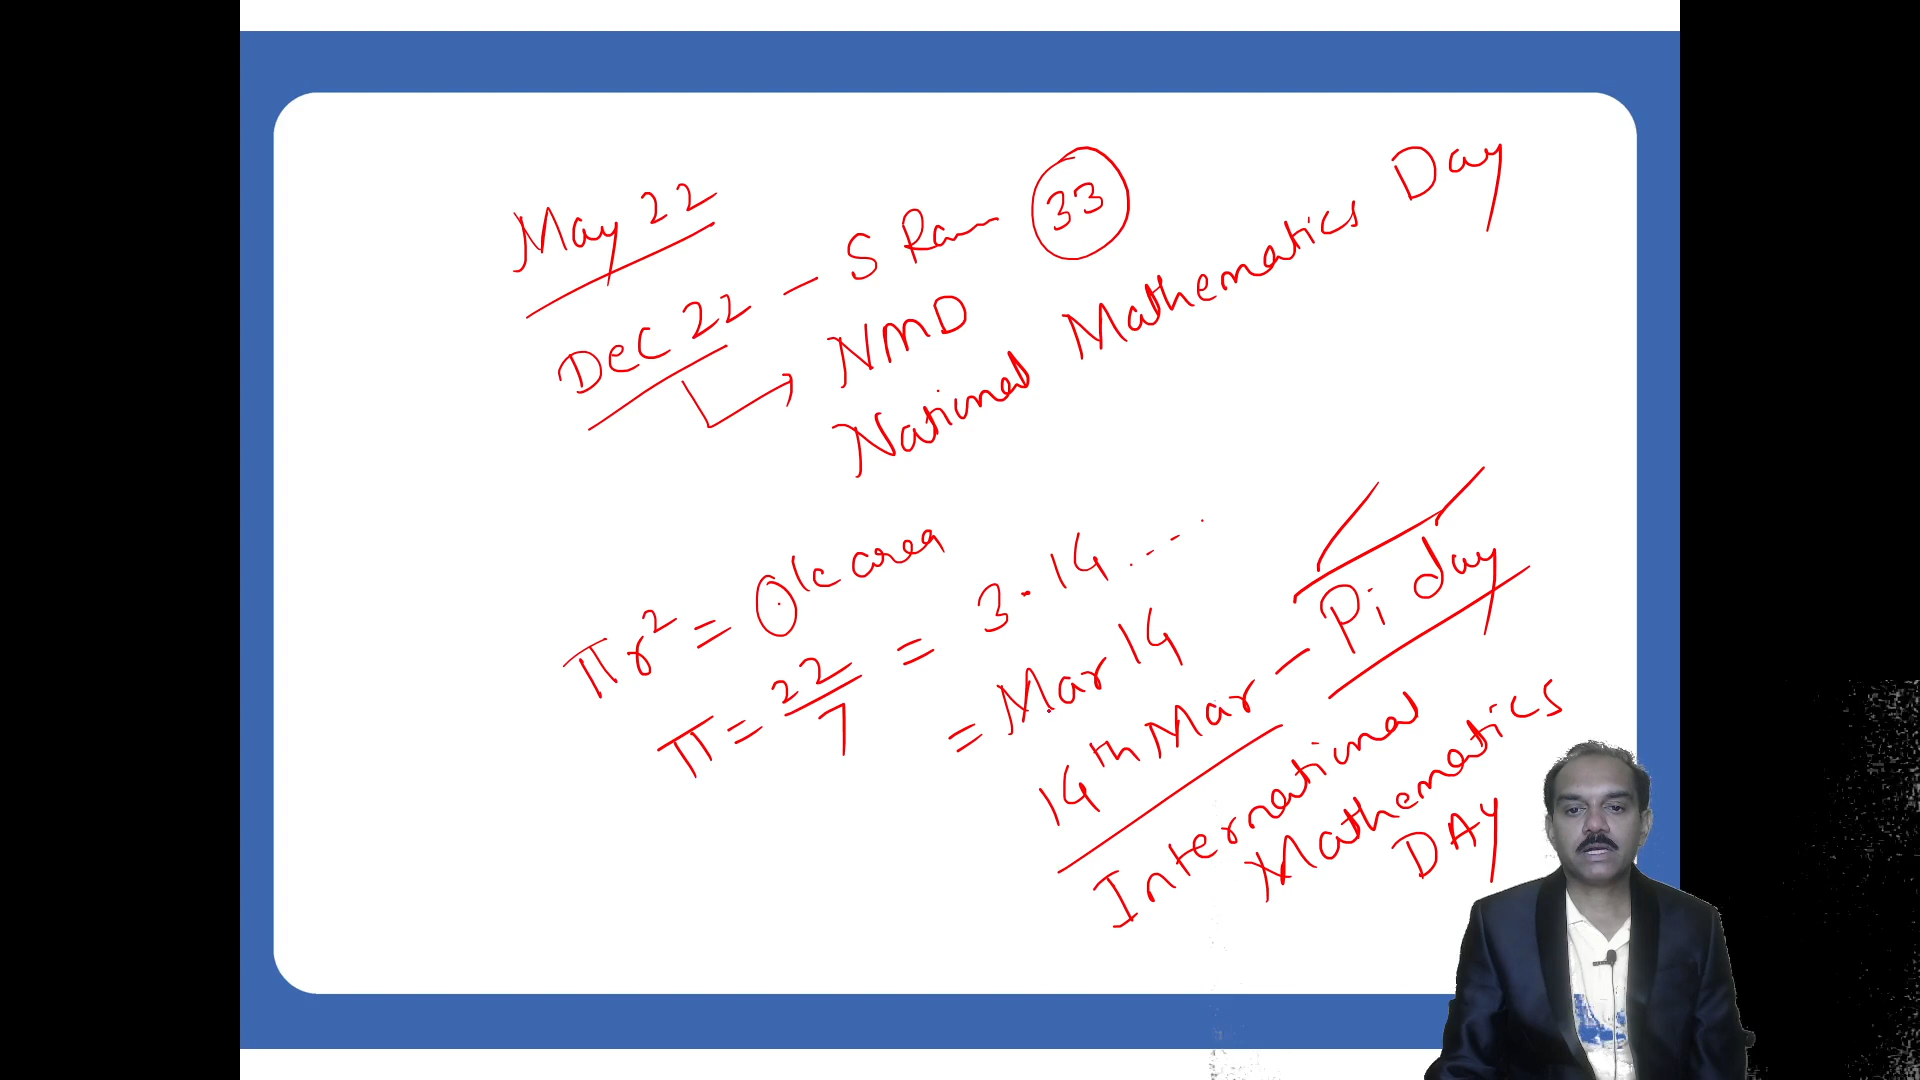 May 22
Dec 22 - S Ram 33
NMD
National Mathematics Day
πr² = ⊙le area
π = 22/7 = 3.14....
= Mar 14
14th Mar - Pi day
International
Mathematics
DAY